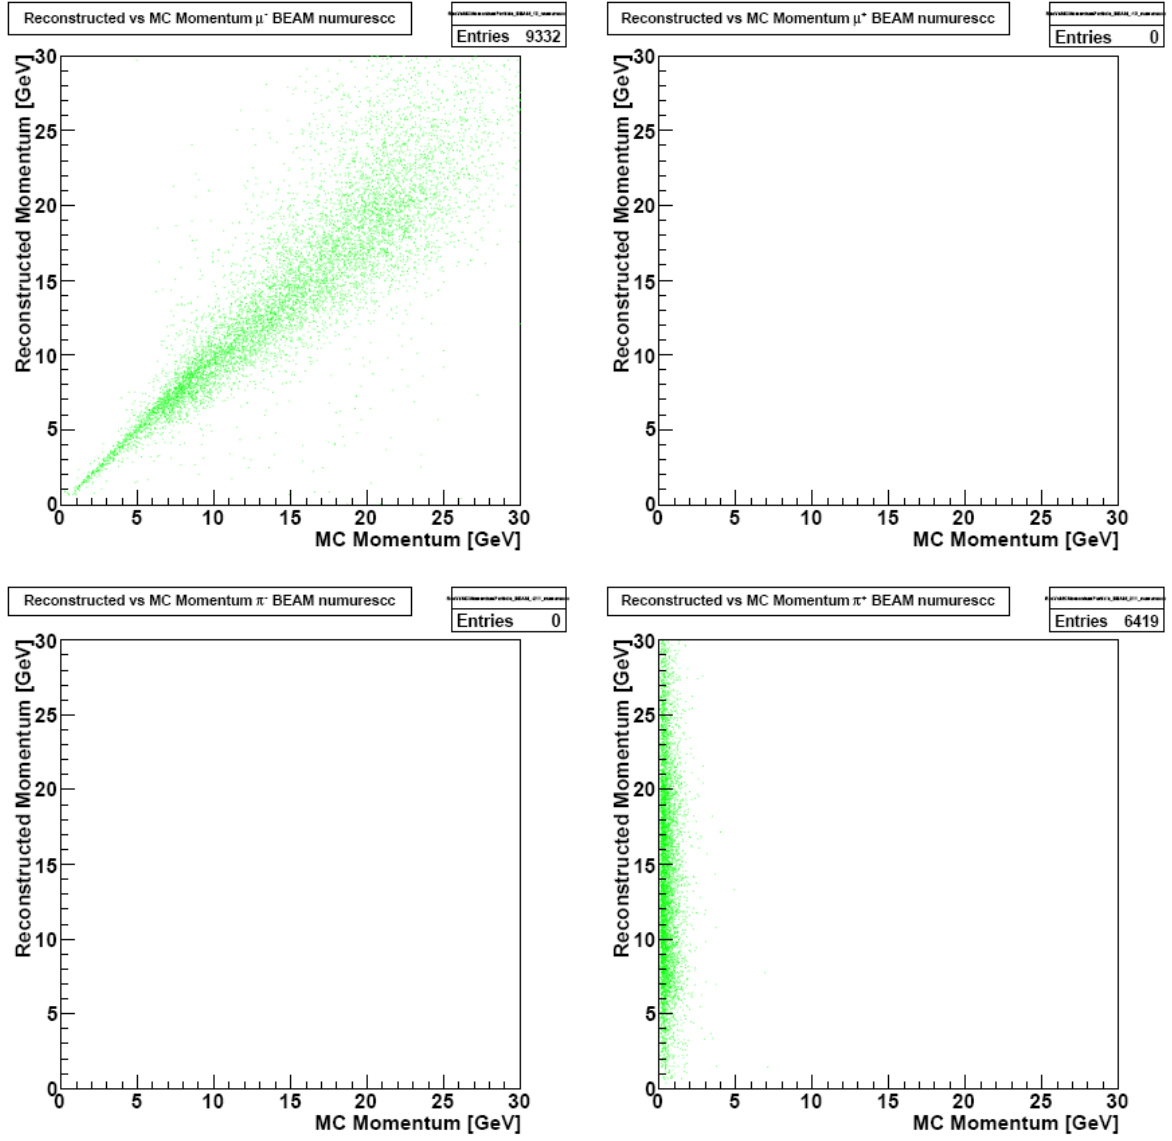 Reconstructed vs MC Momentum μ⁻ BEAM numurescc
Entries 9332
Reconstructed Momentum [GeV]
30
25
20
15
10
5
0
0 5 10 15 20 25 30
MC Momentum [GeV]
Reconstructed vs MC Momentum μ⁺ BEAM numurescc
Entries 0
Reconstructed Momentum [GeV]
30
25
20
15
10
5
0
0 5 10 15 20 25 30
MC Momentum [GeV]
Reconstructed vs MC Momentum π⁻ BEAM numurescc
Entries 0
Reconstructed Momentum [GeV]
30
25
20
15
10
5
0
0 5 10 15 20 25 30
MC Momentum [GeV]
Reconstructed vs MC Momentum π⁺ BEAM numurescc
Entries 6419
Reconstructed Momentum [GeV]
30
25
20
15
10
5
0
0 5 10 15 20 25 30
MC Momentum [GeV]